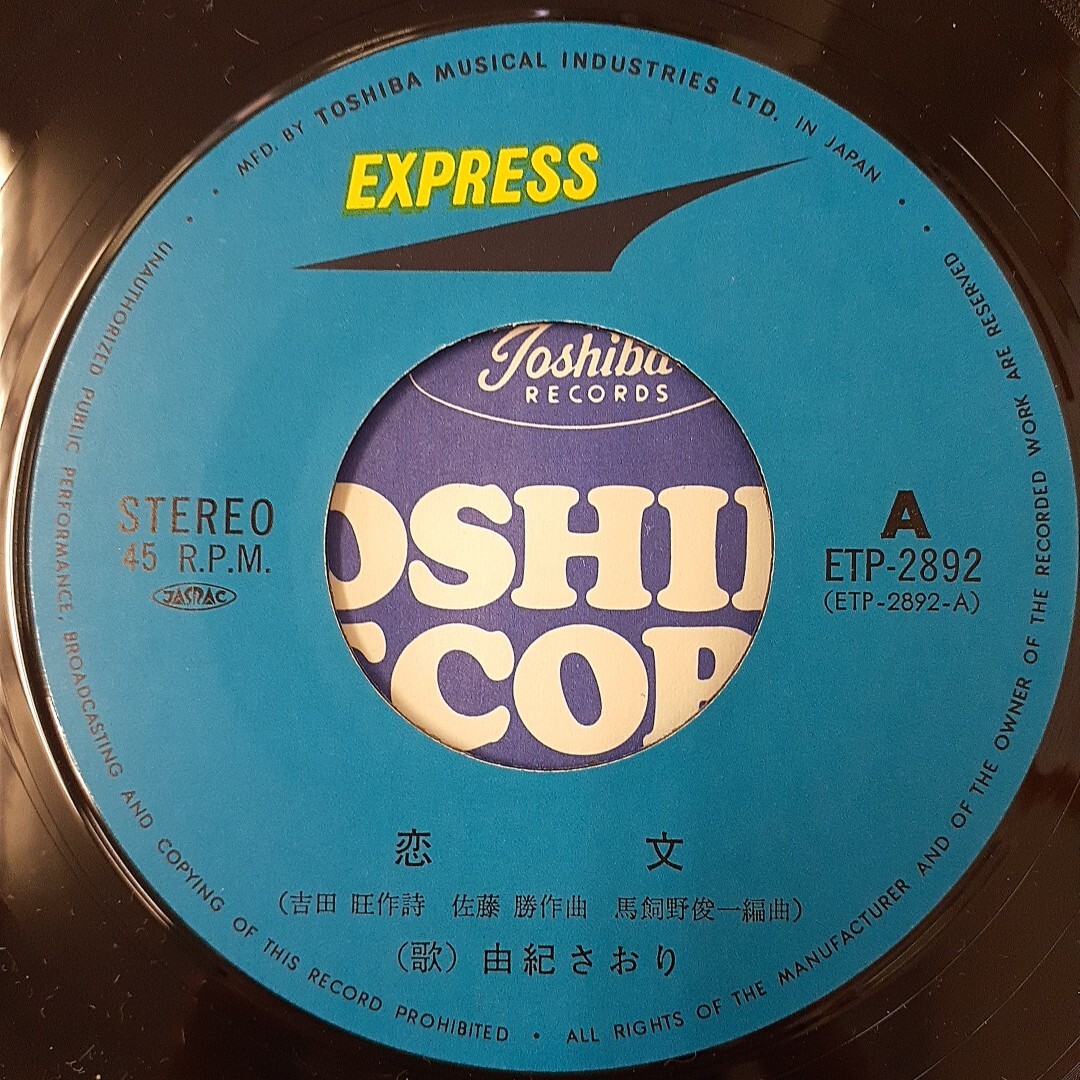 MFD. BY TOSHIBA MUSICAL INDUSTRIES LTD. IN JAPAN
EXPRESS
Toshiba
RECORDS
OSHI
COR
STEREO
45 R.P.M.
JASRAC
A
ETP-2892
(ETP-2892-A)
恋文
(吉田 旺作詩 佐藤 勝作曲 馬飼野俊一編曲)
(歌) 由紀さおり
UNAUTHORIZED PUBLIC PERFORMANCE, BROADCASTING AND COPYING OF THIS RECORD PROHIBITED • ALL RIGHTS OF THE MANUFACTURER AND OF THE OWNER OF THE RECORDED WORK ARE RESERVED